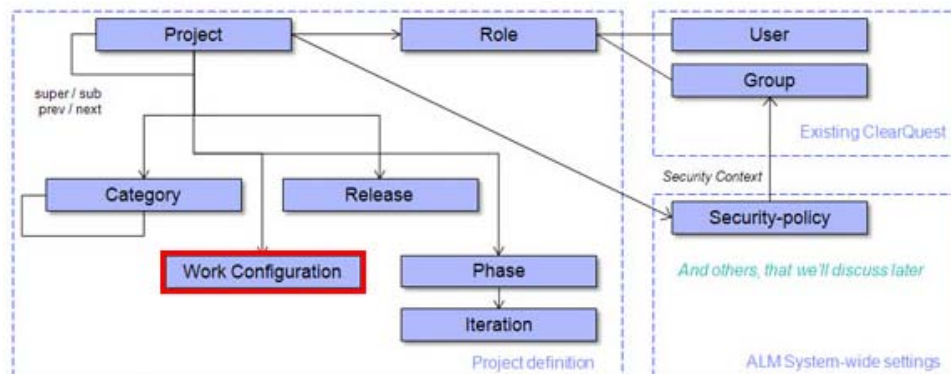 Project
Role
User
Group
super / sub
prev / next
Existing ClearQuest
Security Context
Category
Release
Security-policy
Work Configuration
Phase
And others, that we'll discuss later
Iteration
Project definition
ALM System-wide settings